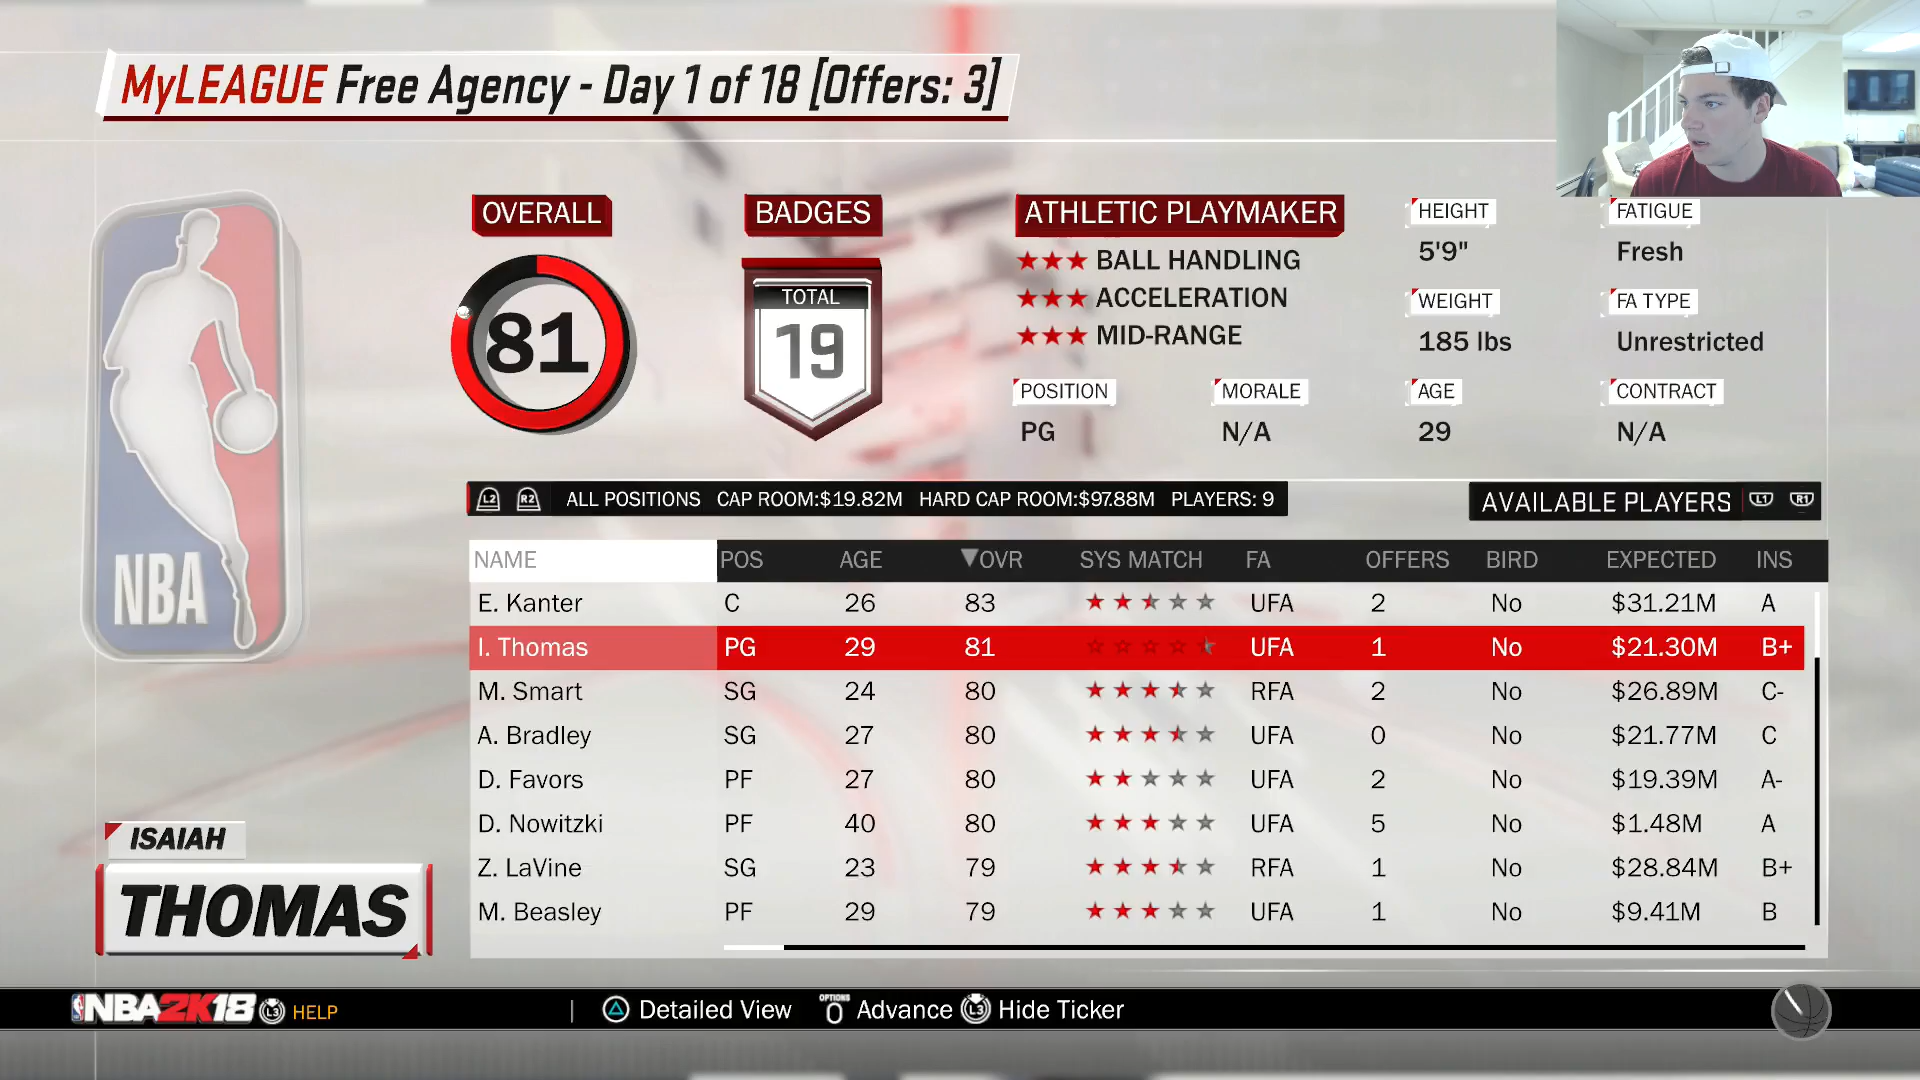 MyLEAGUE Free Agency - Day 1 of 18 [Offers: 3]
OVERALL
81
BADGES
TOTAL
19
ATHLETIC PLAYMAKER
BALL HANDLING
ACCELERATION
MID-RANGE
HEIGHT
5'9"
FATIGUE
Fresh
WEIGHT
185 lbs
FA TYPE
Unrestricted
POSITION
PG
MORALE
N/A
AGE
29
CONTRACT
N/A
NBA
L2 R2 ALL POSITIONS CAP ROOM:$19.82M HARD CAP ROOM:$97.88M PLAYERS: 9
AVAILABLE PLAYERS L1 R1
NAME POS AGE OVR SYS MATCH FA OFFERS BIRD EXPECTED INS
E. Kanter C 26 83 UFA 2 No $31.21M A
I. Thomas PG 29 81 UFA 1 No $21.30M B+
M. Smart SG 24 80 RFA 2 No $26.89M C-
A. Bradley SG 27 80 UFA 0 No $21.77M C
D. Favors PF 27 80 UFA 2 No $19.39M A-
D. Nowitzki PF 40 80 UFA 5 No $1.48M A
Z. LaVine SG 23 79 RFA 1 No $28.84M B+
M. Beasley PF 29 79 UFA 1 No $9.41M B
ISAIAH
THOMAS
NBA2K18 L3 HELP | Detailed View OPTIONS Advance L3 Hide Ticker